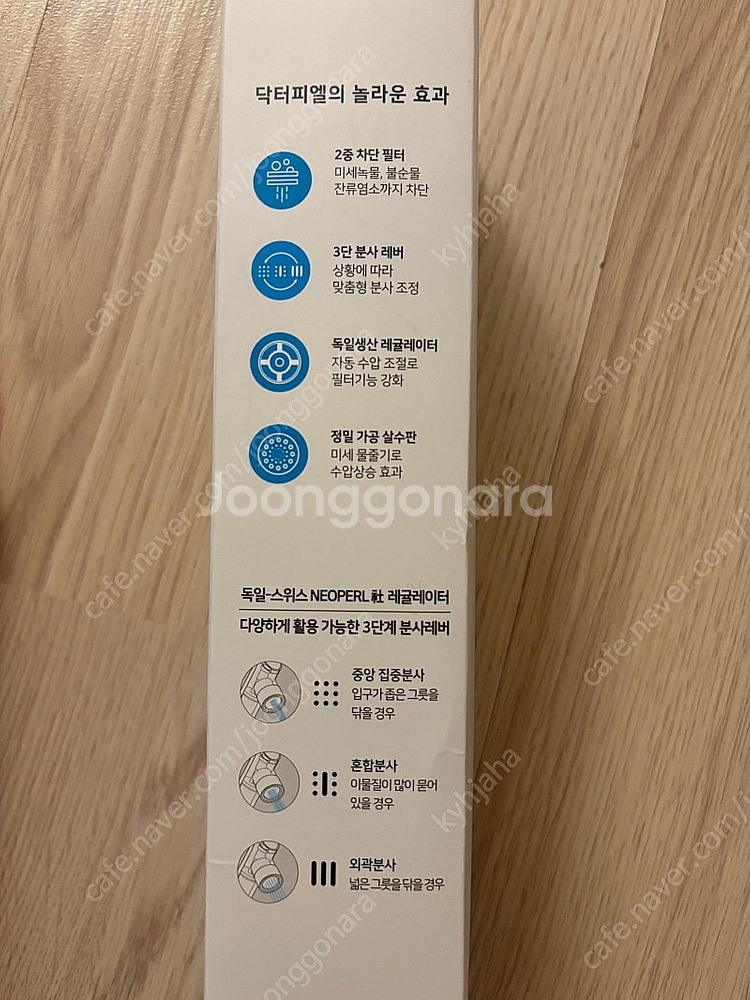 닥터피엘의 놀라운 효과
2중 차단 필터
미세녹물, 불순물
잔류염소까지 차단
3단 분사 레버
상황에 따라
맞춤형 분사 조정
독일생산 레귤레이터
자동 수압 조절로
필터기능 강화
정밀 가공 살수판
미세 물줄기로
수압상승 효과
Joonggonara
독일-스위스 NEOPERL 社 레귤레이터
다양하게 활용 가능한 3단계 분사레버
중앙 집중분사
입구가 좁은 그릇을
닦을 경우
혼합분사
이물질이 많이 묻어
있을 경우
외곽분사
넓은 그릇을 닦을 경우
cafe.naver.com/joonggonara
kyhjaha